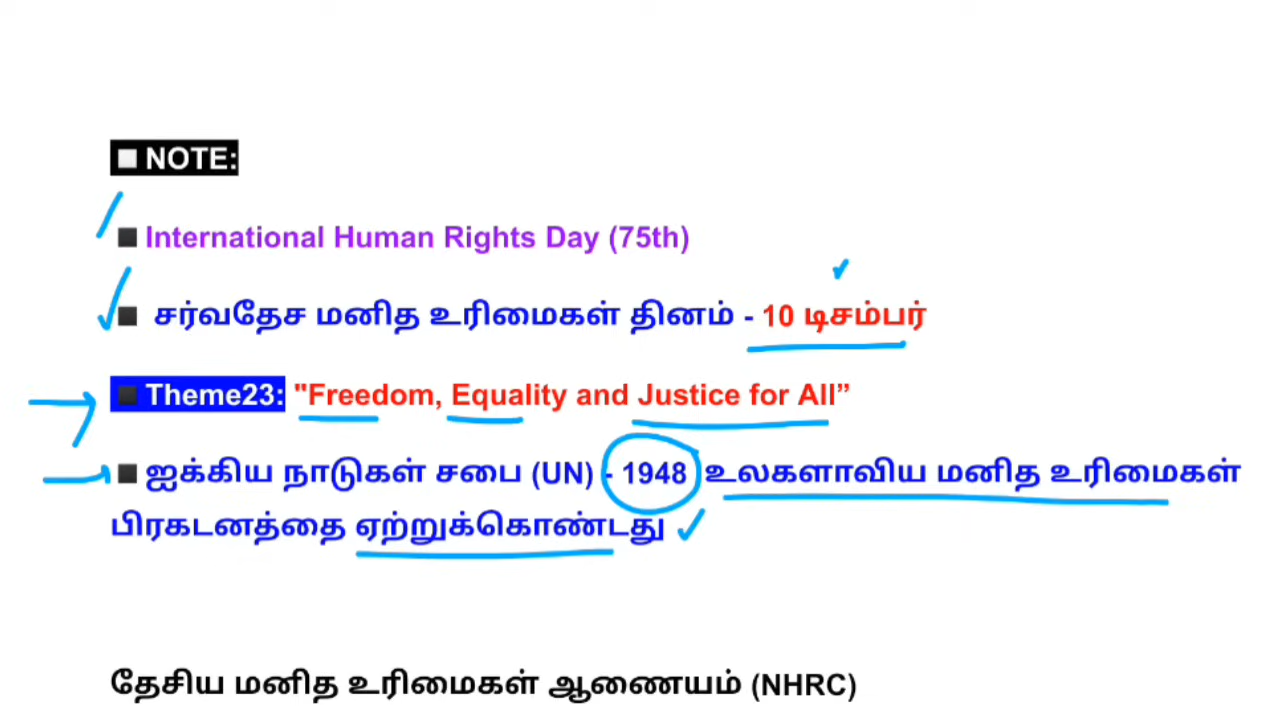 NOTE:
International Human Rights Day (75th)
சர்வதேச மனித உரிமைகள் தினம் - 10 டிசம்பர்
Theme23: "Freedom, Equality and Justice for All”
ஐக்கிய நாடுகள் சபை (UN) - 1948 உலகளாவிய மனித உரிமைகள்
பிரகடனத்தை ஏற்றுக்கொண்டது
தேசிய மனித உரிமைகள் ஆணையம் (NHRC)